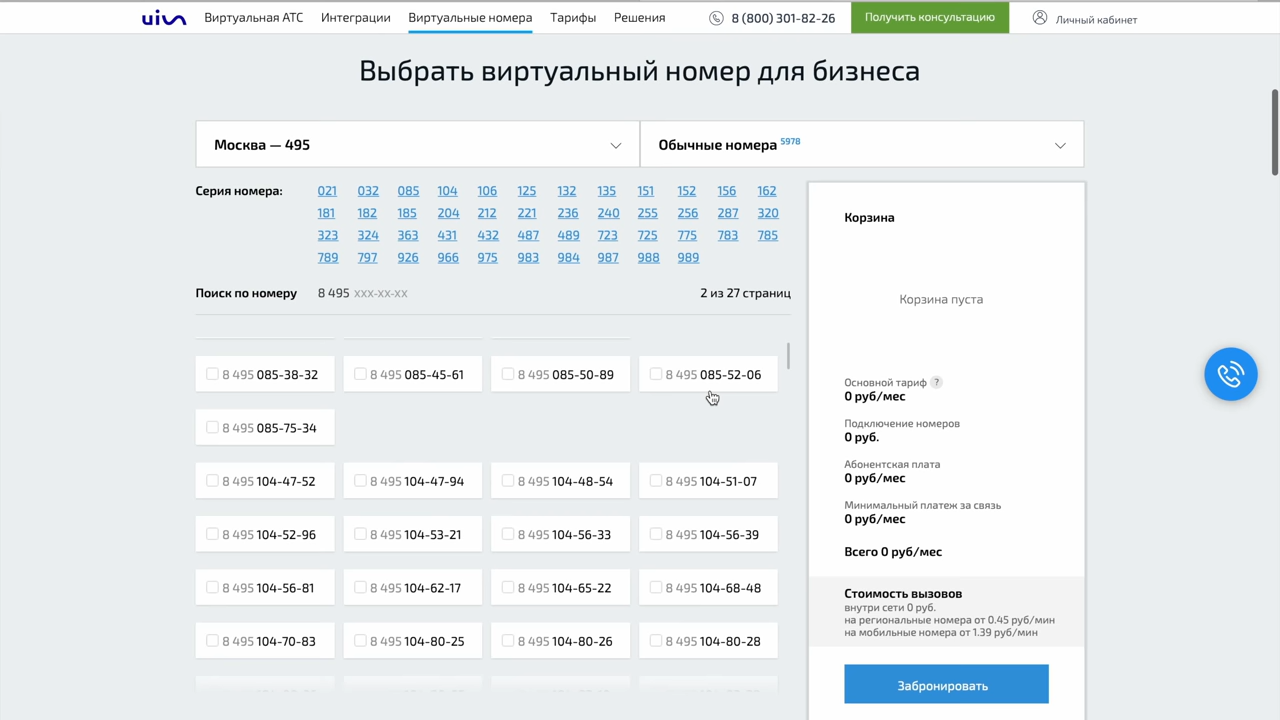 uis
Виртуальная АТС Интеграции Виртуальные номера Тарифы Решения 8 (800) 301-82-26 Получить консультацию Личный кабинет
Выбрать виртуальный номер для бизнеса
Москва — 495
Обычные номера 5978
Серия номера: 021 032 085 104 106 125 132 135 151 152 156 162
181 182 185 204 212 221 236 240 255 256 287 320
323 324 363 431 432 487 489 723 725 775 783 785
789 797 926 966 975 983 984 987 988 989
Поиск по номеру 8 495 xxx-xx-xx 2 из 27 страниц
8 495 085-38-32 8 495 085-45-61 8 495 085-50-89 8 495 085-52-06
8 495 085-75-34
8 495 104-47-52 8 495 104-47-94 8 495 104-48-54 8 495 104-51-07
8 495 104-52-96 8 495 104-53-21 8 495 104-56-33 8 495 104-56-39
8 495 104-56-81 8 495 104-62-17 8 495 104-65-22 8 495 104-68-48
8 495 104-70-83 8 495 104-80-25 8 495 104-80-26 8 495 104-80-28
Корзина
Корзина пуста
Основной тариф ?
0 руб/мес
Подключение номеров
0 руб.
Абонентская плата
0 руб/мес
Минимальный платеж за связь
0 руб/мес
Всего 0 руб/мес
Стоимость вызовов
внутри сети 0 руб.
на региональные номера от 0.45 руб/мин
на мобильные номера от 1.39 руб/мин
Забронировать